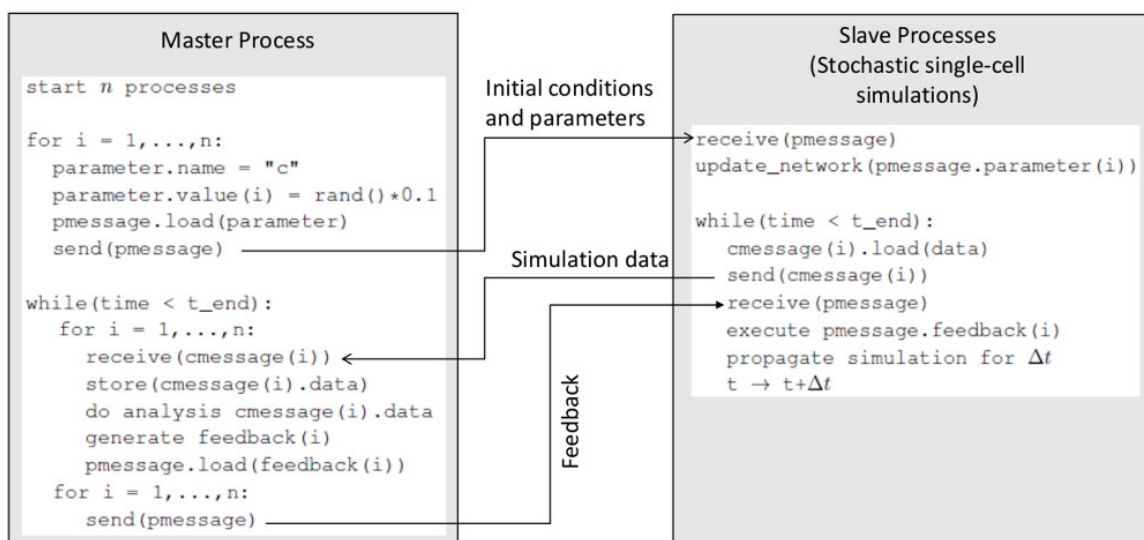 Master Process
start n processes
for i = 1,...,n:
parameter.name = "c"
parameter.value(i) = rand()*0.1
pmessage.load(parameter)
send(pmessage)
while(time < t_end):
for i = 1,...,n:
receive(cmessage(i))
store(cmessage(i).data)
do analysis cmessage(i).data
generate feedback(i)
pmessage.load(feedback(i))
for i = 1,...,n:
send(pmessage)
Initial conditions
and parameters
Simulation data
Feedback
Slave Processes
(Stochastic single-cell
simulations)
receive(pmessage)
update_network(pmessage.parameter(i))
while(time < t_end):
cmessage(i).load(data)
send(cmessage(i))
receive(pmessage)
execute pmessage.feedback(i)
propagate simulation for Δt
t → t+Δt